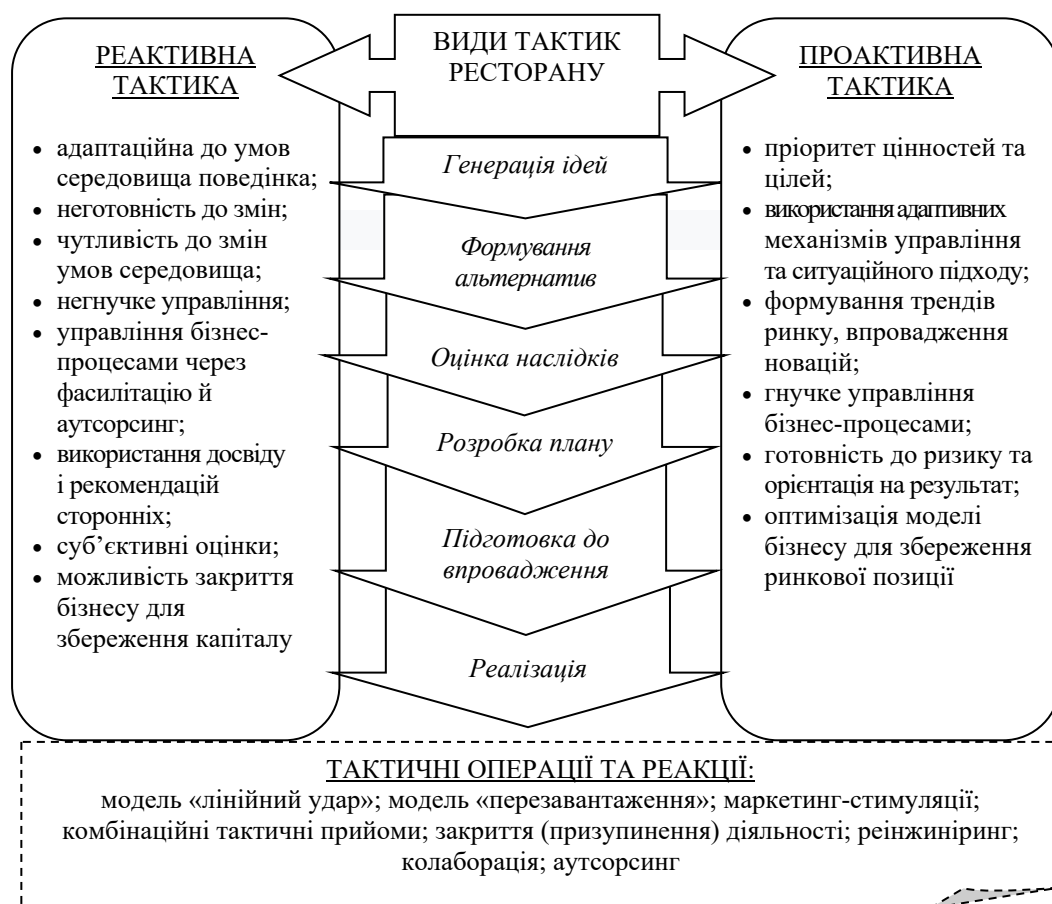 ВИДИ ТАКТИК
РЕСТОРАНУ
РЕАКТИВНА
ТАКТИКА
• адаптаційна до умов
середовища поведінка;
• неготовність до змін;
• чутливість до змін
умов середовища;
• негнучке управління;
• управління бізнес-
процесами через
фасилітацію й
аутсорсинг;
• використання досвіду
і рекомендацій
сторонніх;
• суб’єктивні оцінки;
• можливість закриття
бізнесу для
збереження капіталу
Генерація ідей
Формування
альтернатив
Оцінка наслідків
Розробка плану
Підготовка до
впровадження
Реалізація
ПРОАКТИВНА
ТАКТИКА
• пріоритет цінностей та
цілей;
• використання адаптивних
механізмів управління
та ситуаційного підходу;
• формування трендів
ринку, впровадження
новацій;
• гнучке управління
бізнес-процесами;
• готовність до ризику та
орієнтація на результат;
• оптимізація моделі
бізнесу для збереження
ринкової позиції
ТАКТИЧНІ ОПЕРАЦІЇ ТА РЕАКЦІЇ:
модель «лінійний удар»; модель «перезавантаження»; маркетинг-стимуляції;
комбінаційні тактичні прийоми; закриття (призупинення) діяльності; реінжиніринг;
колаборація; аутсорсинг